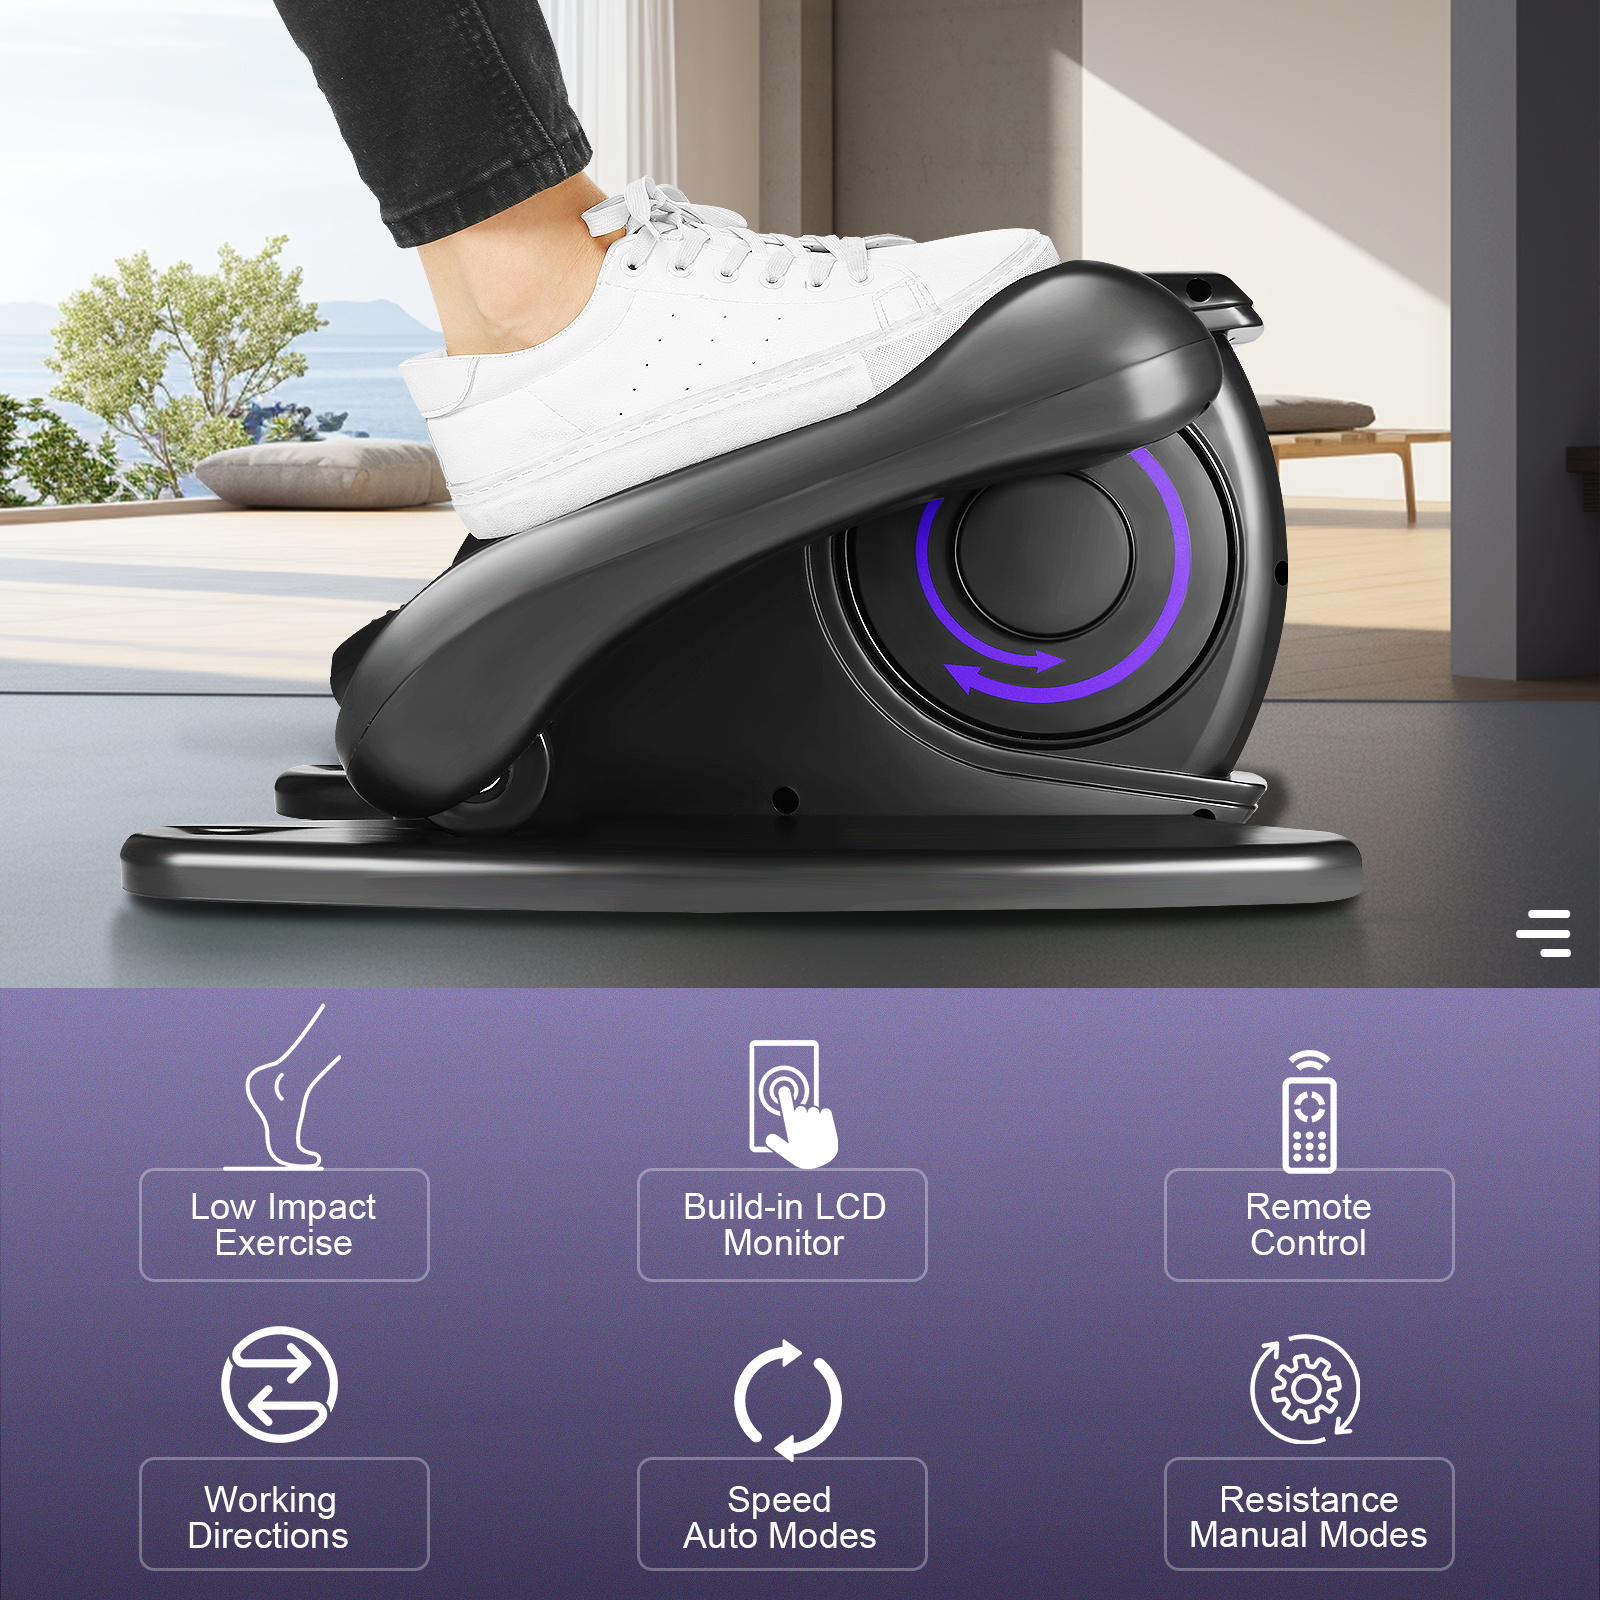 Low Impact
Exercise
Build-in LCD
Monitor
Remote
Control
Working
Directions
Speed
Auto Modes
Resistance
Manual Modes